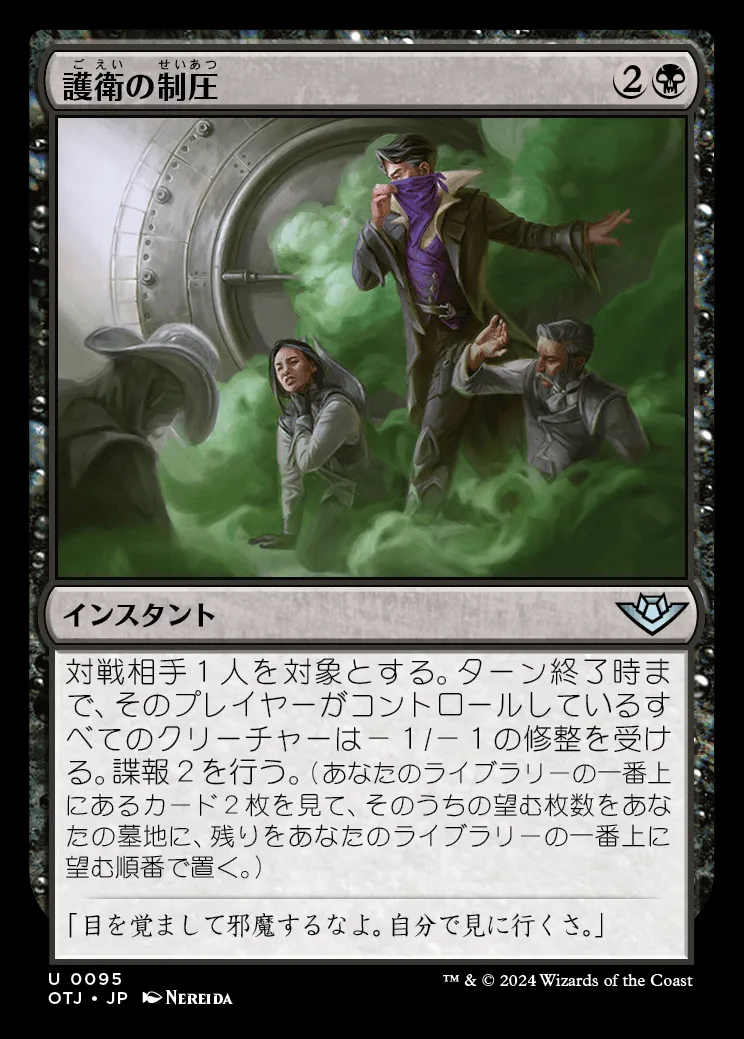 ごえい せいあつ
護衛の制圧 2
インスタント
対戦相手1人を対象とする。ターン終了時ま
で、そのプレイヤーがコントロールしているす
べてのクリーチャーは-1/-1の修整を受け
る。諜報2を行う。(あなたのライブラリーの一番上
にあるカード2枚を見て、そのうちの望む枚数をあな
たの墓地に、残りをあなたのライブラリーの一番上に
望む順番で置く。)
「目を覚まして邪魔するなよ。自分で見に行くさ。」
U 0095
OTJ • JP NEREIDA
™ & © 2024 Wizards of the Coast